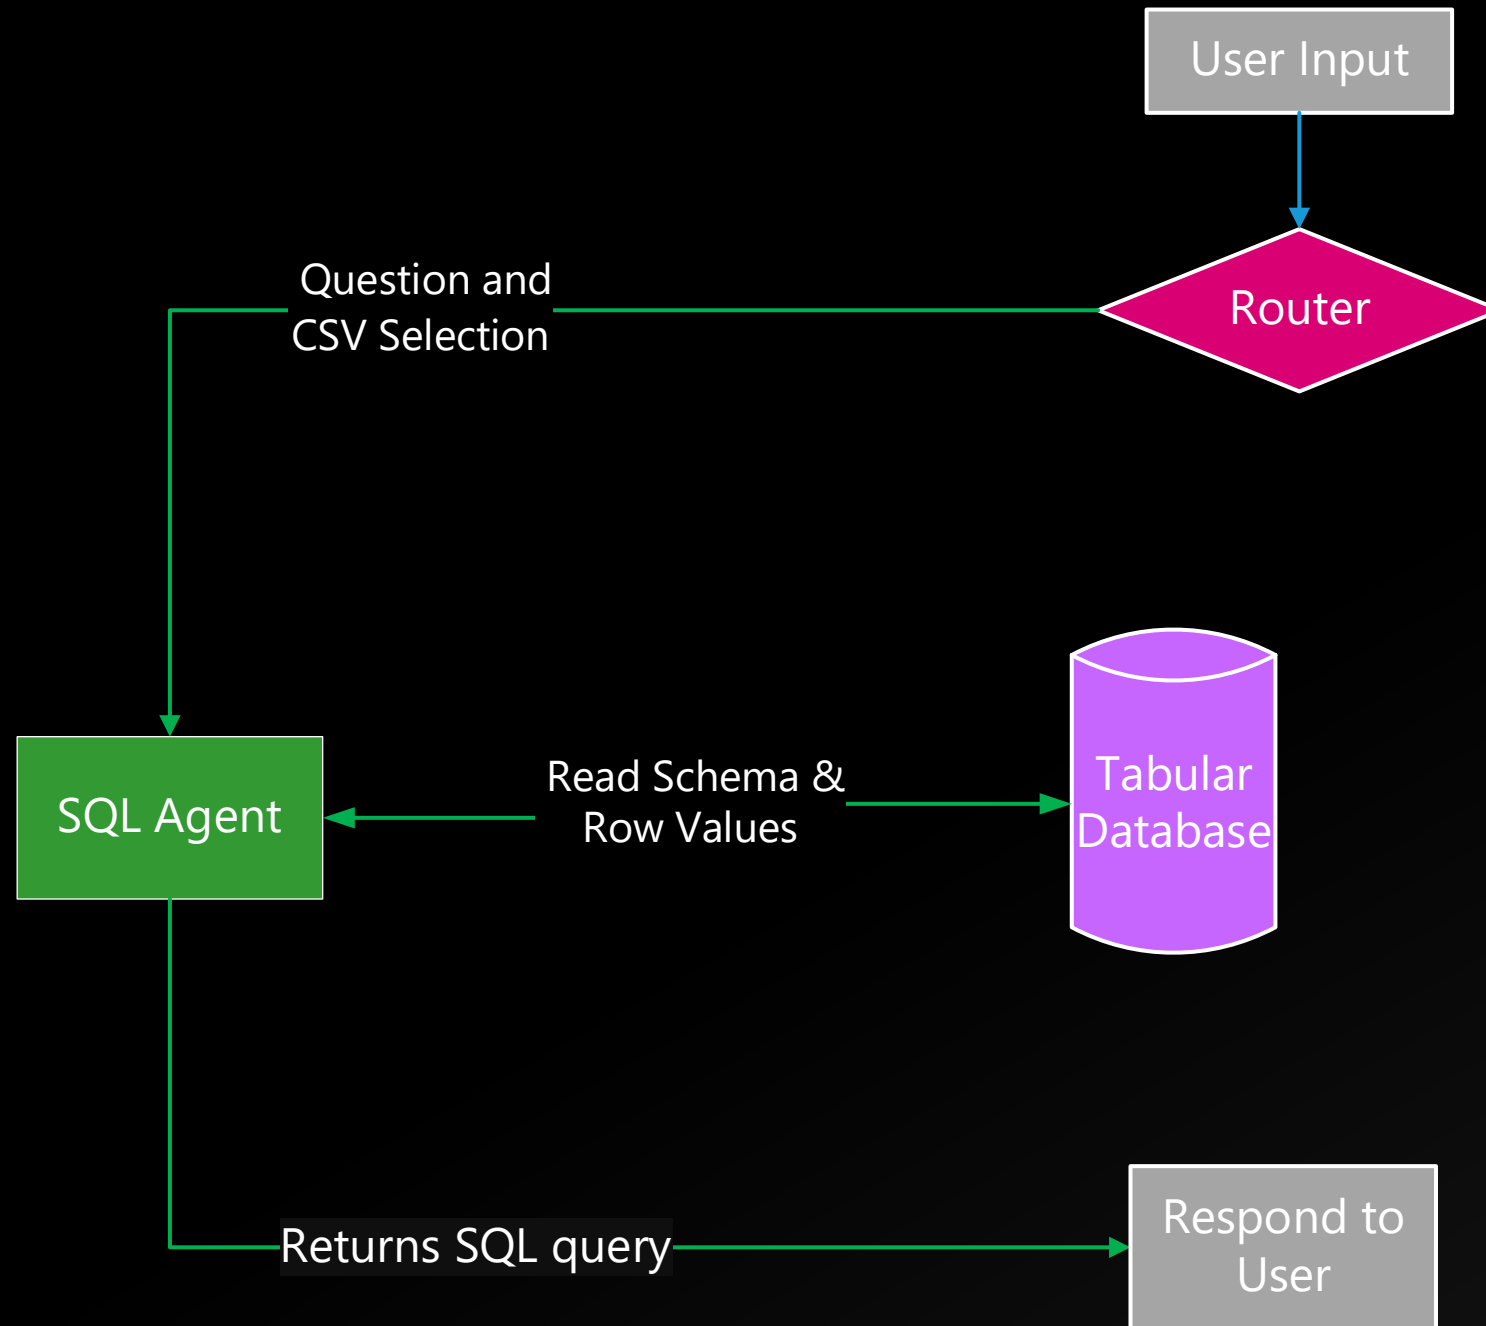 User Input
Question and
CSV Selection
Router
SQL Agent
Read Schema &
Row Values
Tabular
Database
Returns SQL query
Respond to
User